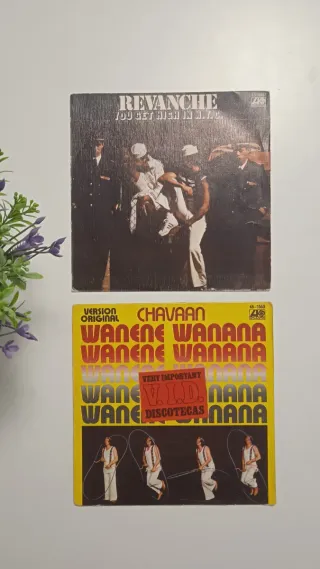 REVANCHE
YOU GET HIGH IN N.Y.C.
VERSION
ORIGINAL
CHAVAAN
WANENE WANANA
WANENE WANANA
WANENE WANANA
VERY IMPORTANT
V.I.D.
DISCOTECAS
WANENE WANANA
WANENE WANANA